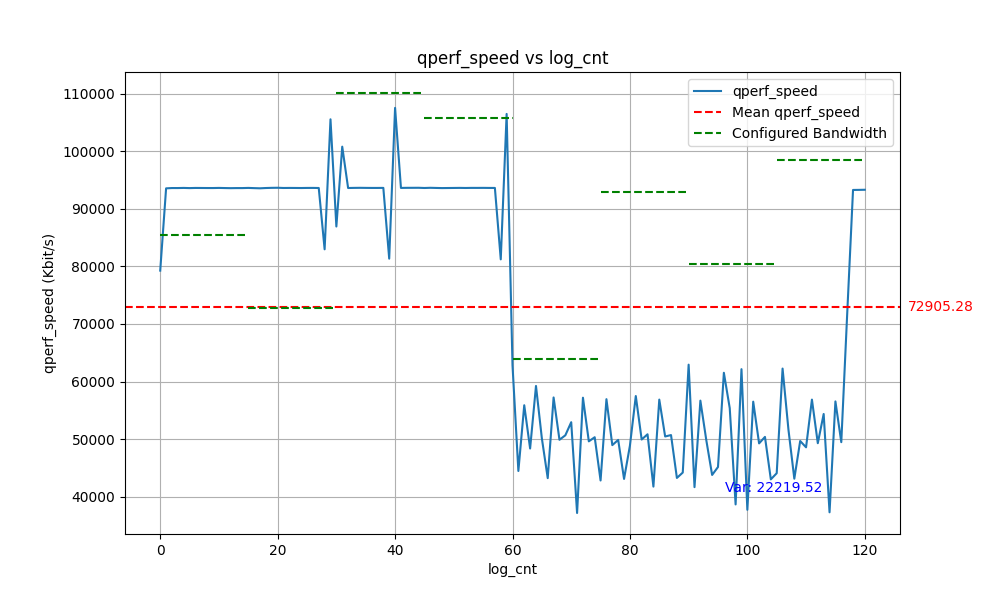 qperf_speed vs log_cnt
qperf_speed
Mean qperf_speed
Configured Bandwidth
qperf_speed (Kbit/s)
110000
100000
90000
80000
70000
60000
50000
40000
72905.28
Var: 22219.52
0
20
40
60
80
100
120
log_cnt